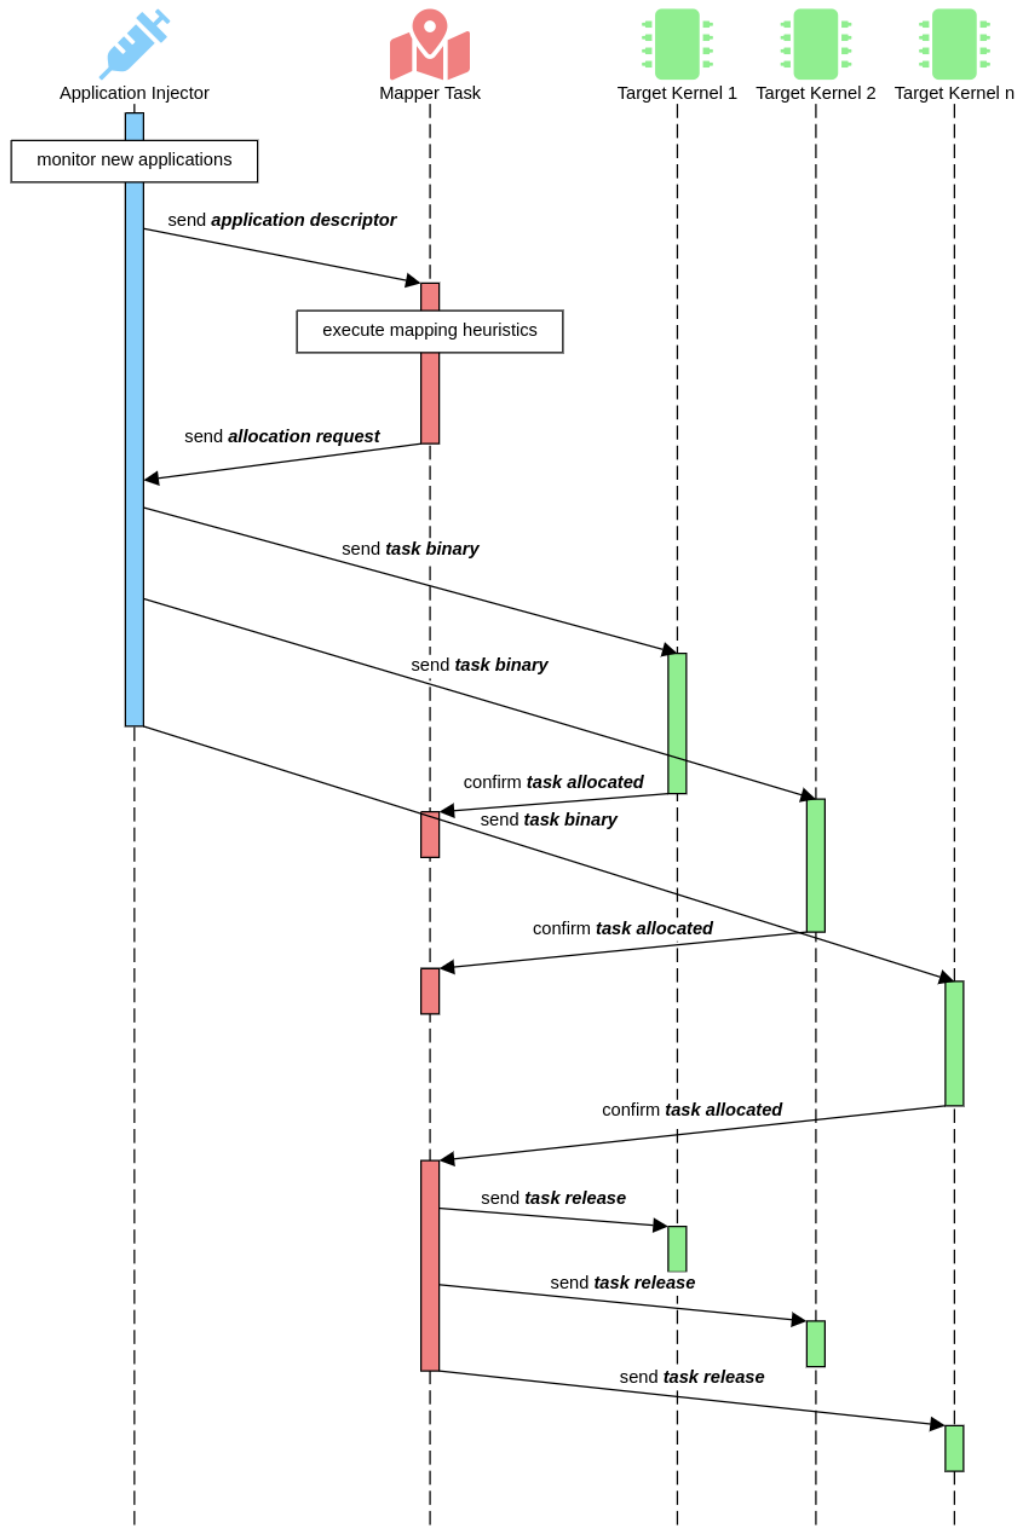 Application Injector
Mapper Task
Target Kernel 1
Target Kernel 2
Target Kernel n
monitor new applications
send application descriptor
execute mapping heuristics
send allocation request
send task binary
send task binary
confirm task allocated
send task binary
confirm task allocated
confirm task allocated
send task release
send task release
send task release